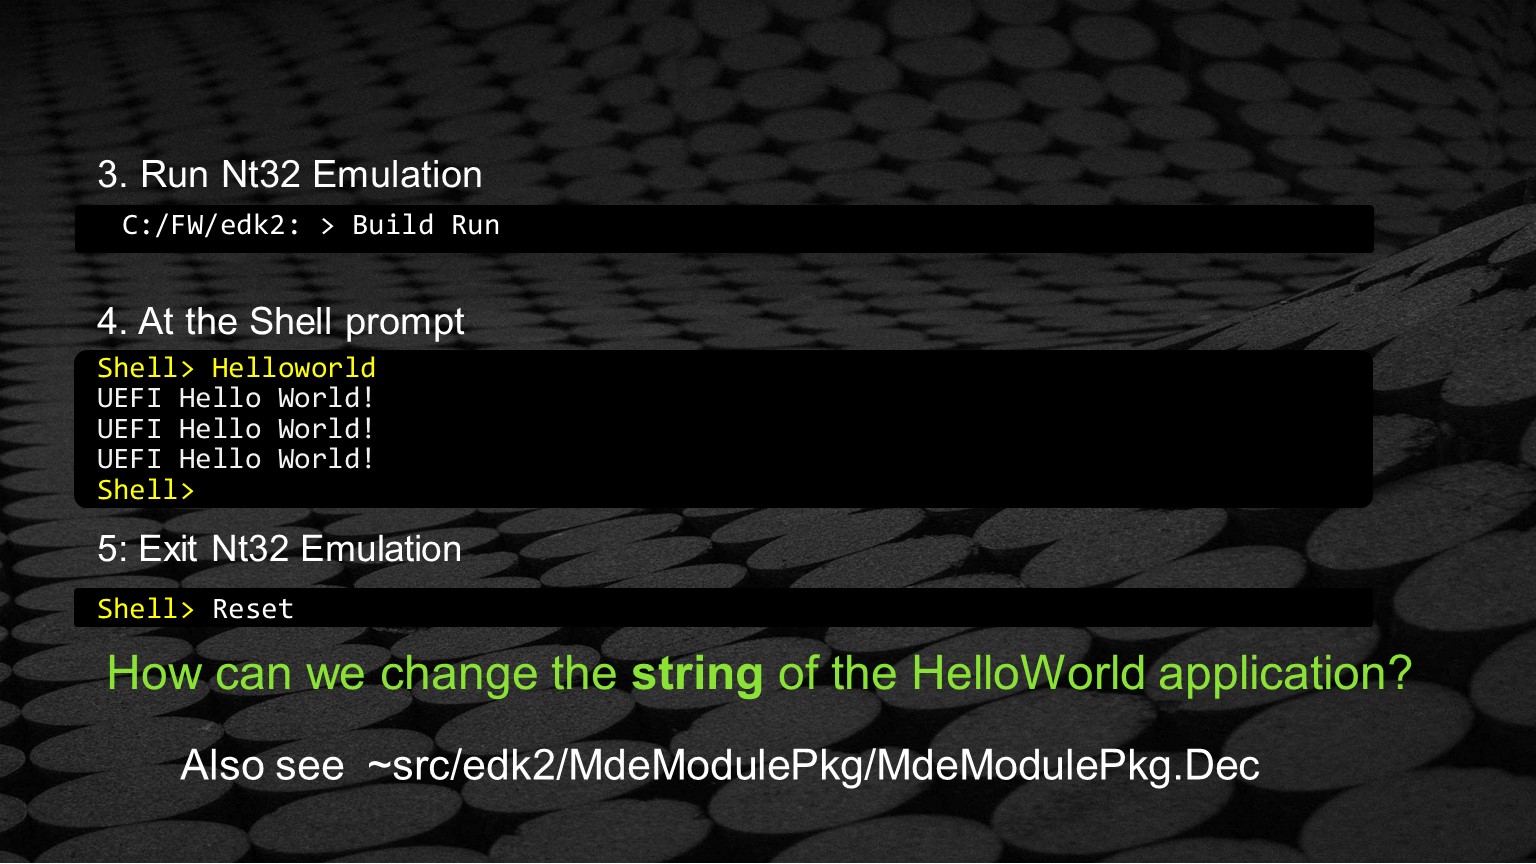 3. Run Nt32 Emulation
C:/FW/edk2: > Build Run
4. At the Shell prompt
Shell> Helloworld
UEFI Hello World!
UEFI Hello World!
UEFI Hello World!
Shell>
5: Exit Nt32 Emulation
Shell> Reset
How can we change the string of the HelloWorld application?
Also see ~src/edk2/MdeModulePkg/MdeModulePkg.Dec